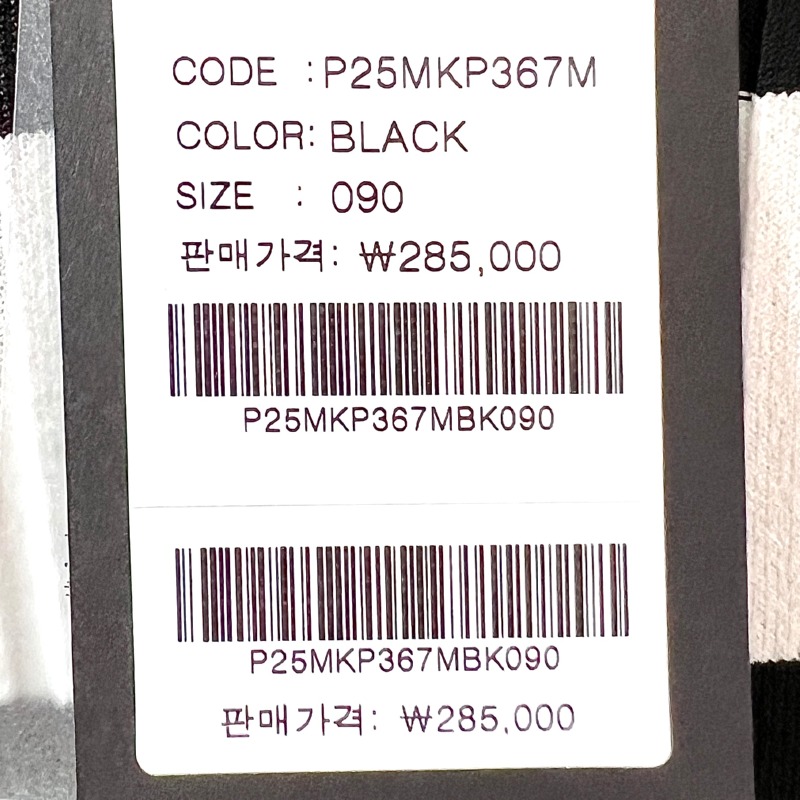 CODE : P25MKP367M
COLOR: BLACK
SIZE : 090
판매가격: ₩285,000
P25MKP367MBK090
P25MKP367MBK090
판매가격: ₩285,000